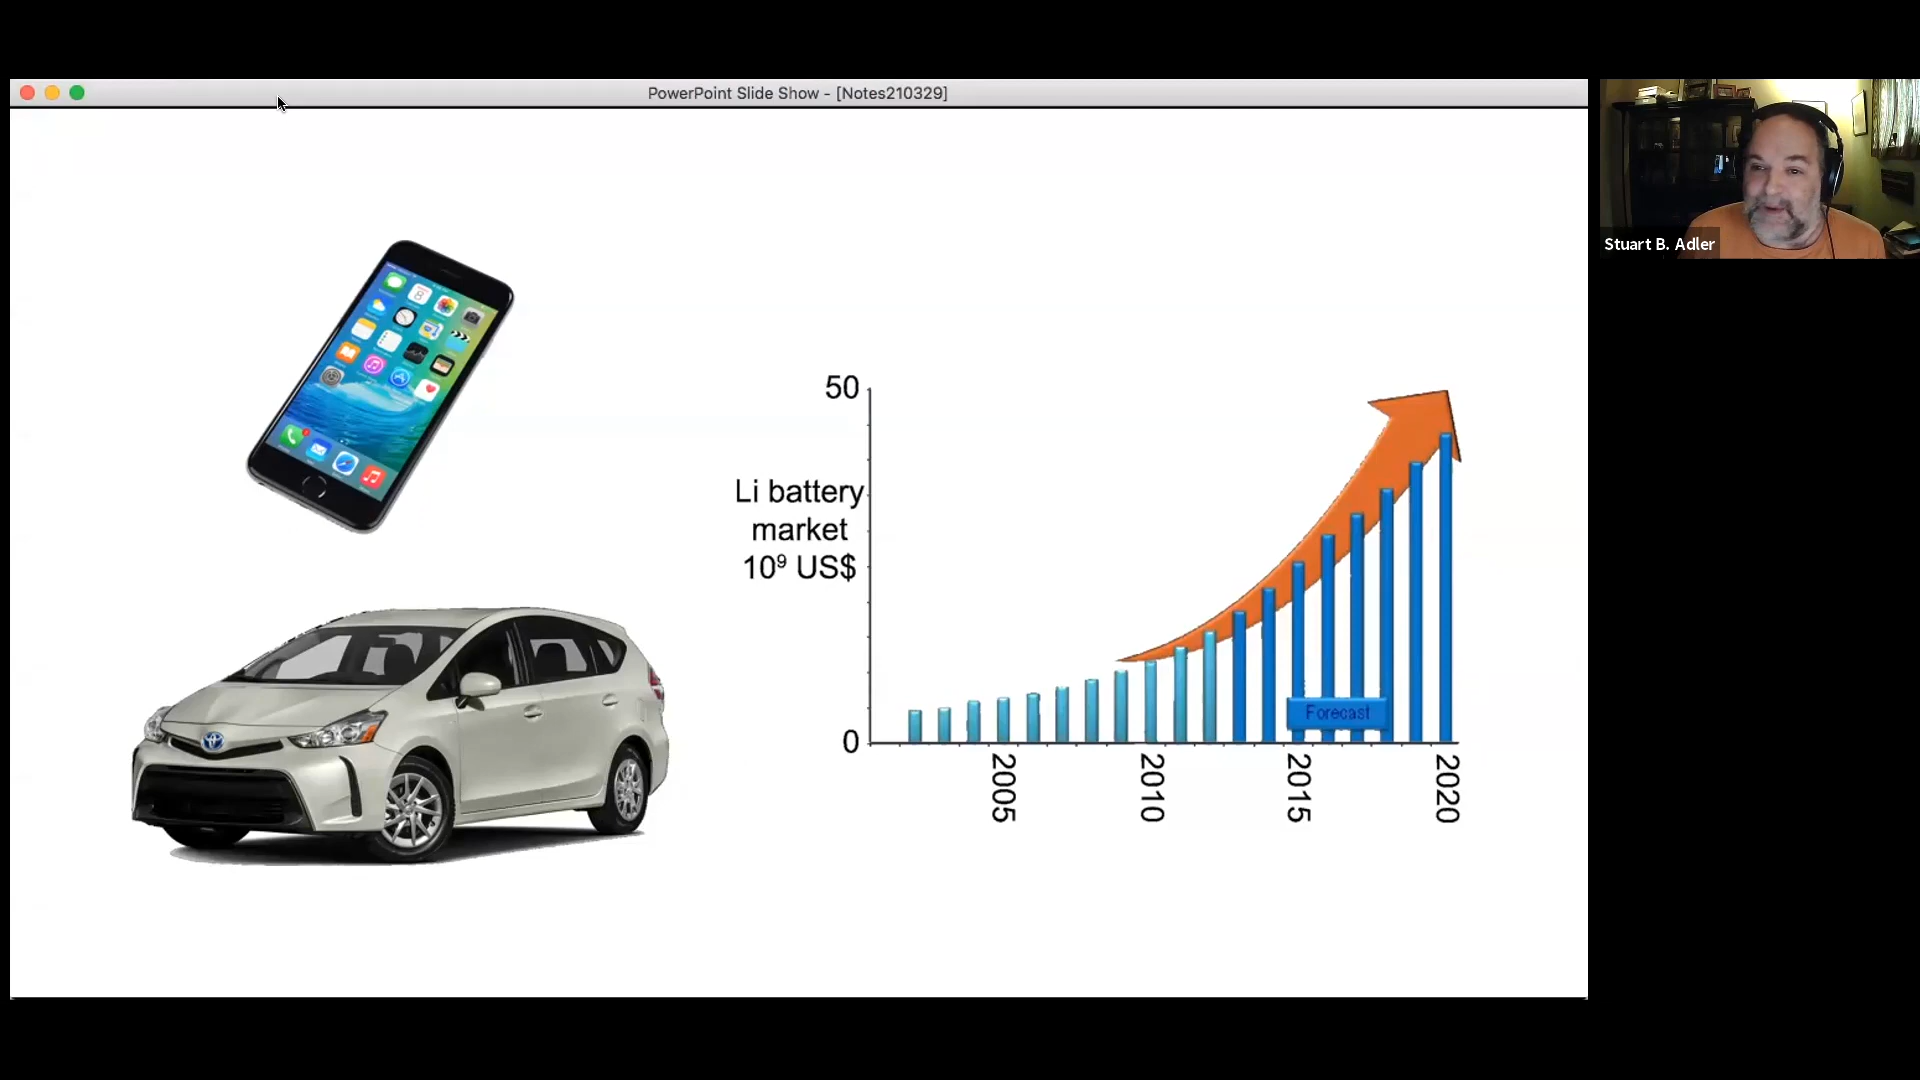 PowerPoint Slide Show - [Notes210329]
Stuart B. Adler
50
Li battery
market
10⁹ US$
0
Forecast
2005
2010
2015
2020